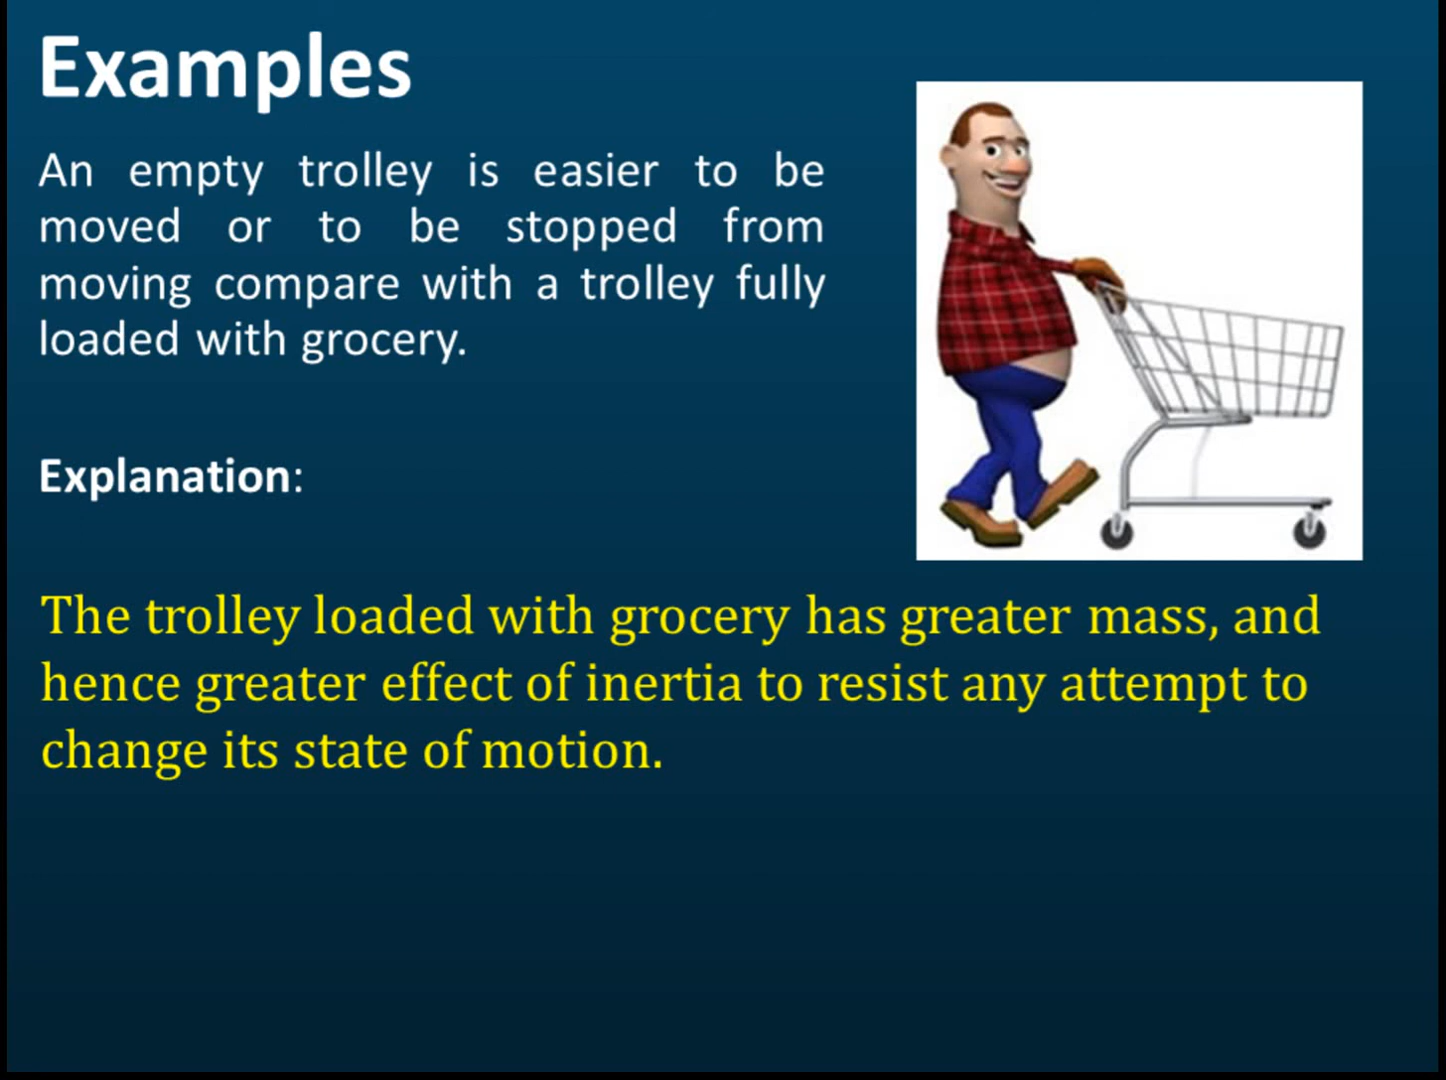 Examples
An empty trolley is easier to be
moved or to be stopped from
moving compare with a trolley fully
loaded with grocery.
Explanation:
The trolley loaded with grocery has greater mass, and
hence greater effect of inertia to resist any attempt to
change its state of motion.